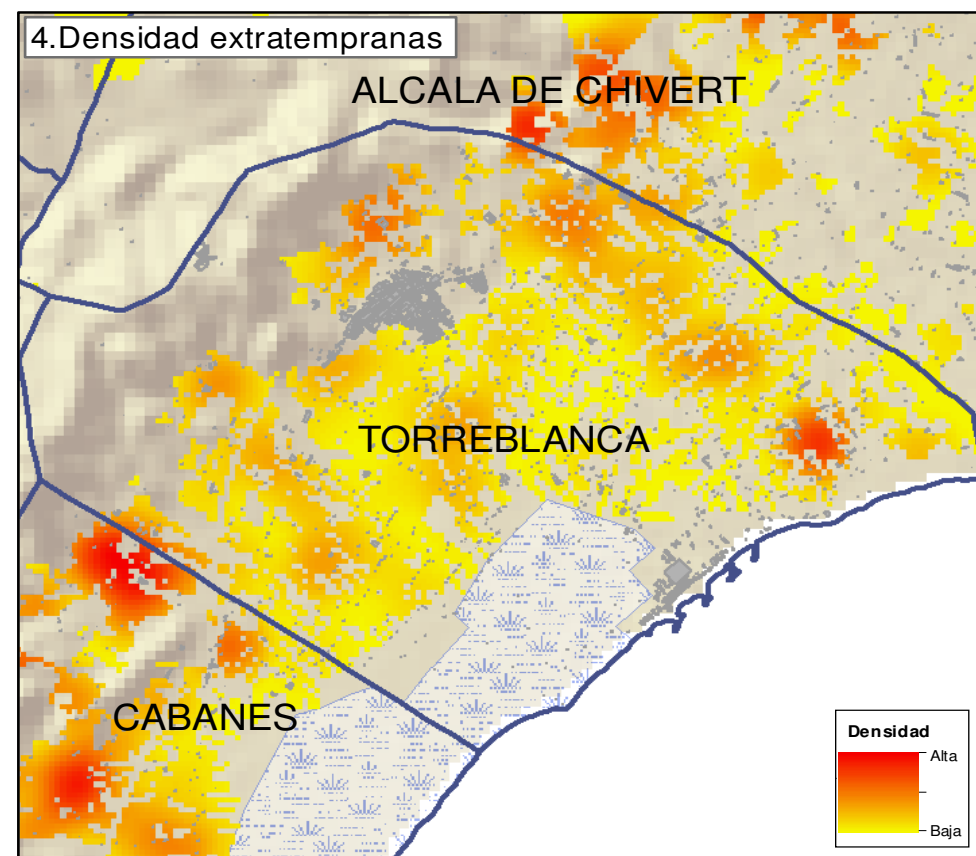 4.Densidad extratempranas
ALCALA DE CHIVERT
TORREBLANCA
CABANES
Densidad
Alta
Baja